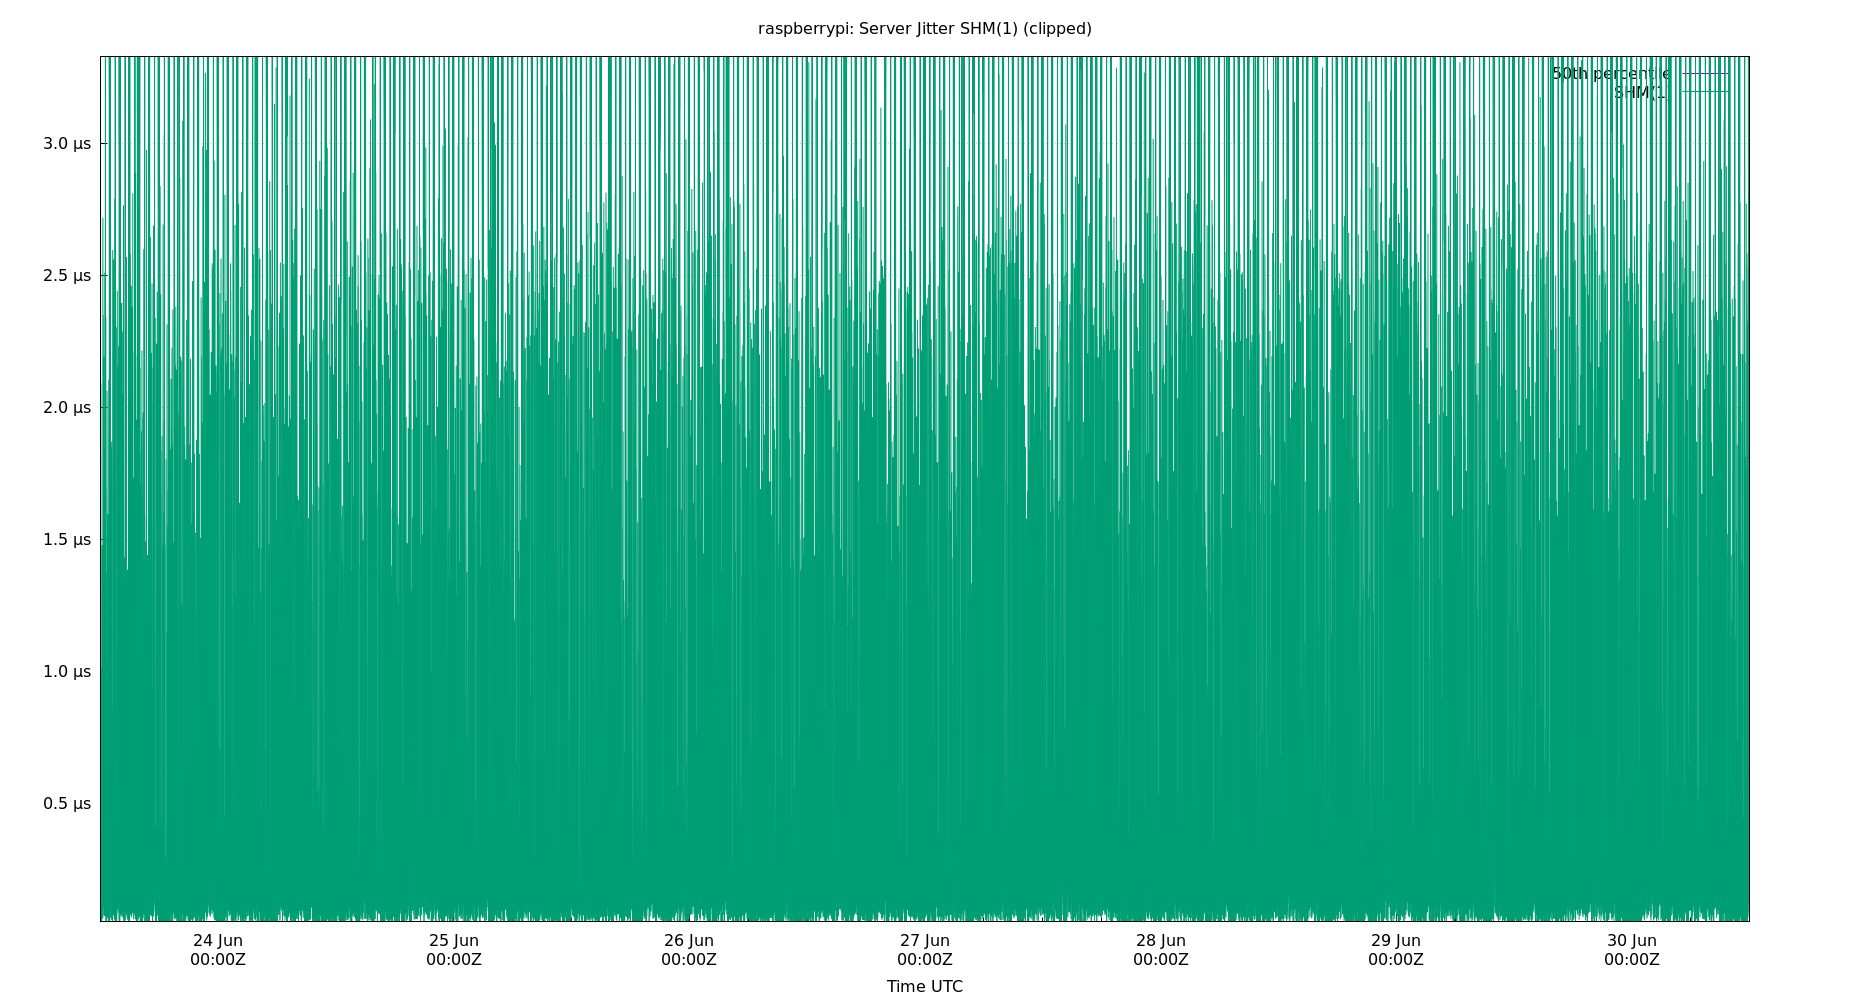 raspberrypi: Server Jitter SHM(1) (clipped)
50th percentile
SHM(1)
3.0 μs
2.5 μs
2.0 μs
1.5 μs
1.0 μs
0.5 μs
24 Jun 25 Jun 26 Jun 27 Jun 28 Jun 29 Jun 30 Jun
00:00Z 00:00Z 00:00Z 00:00Z 00:00Z 00:00Z 00:00Z
Time UTC